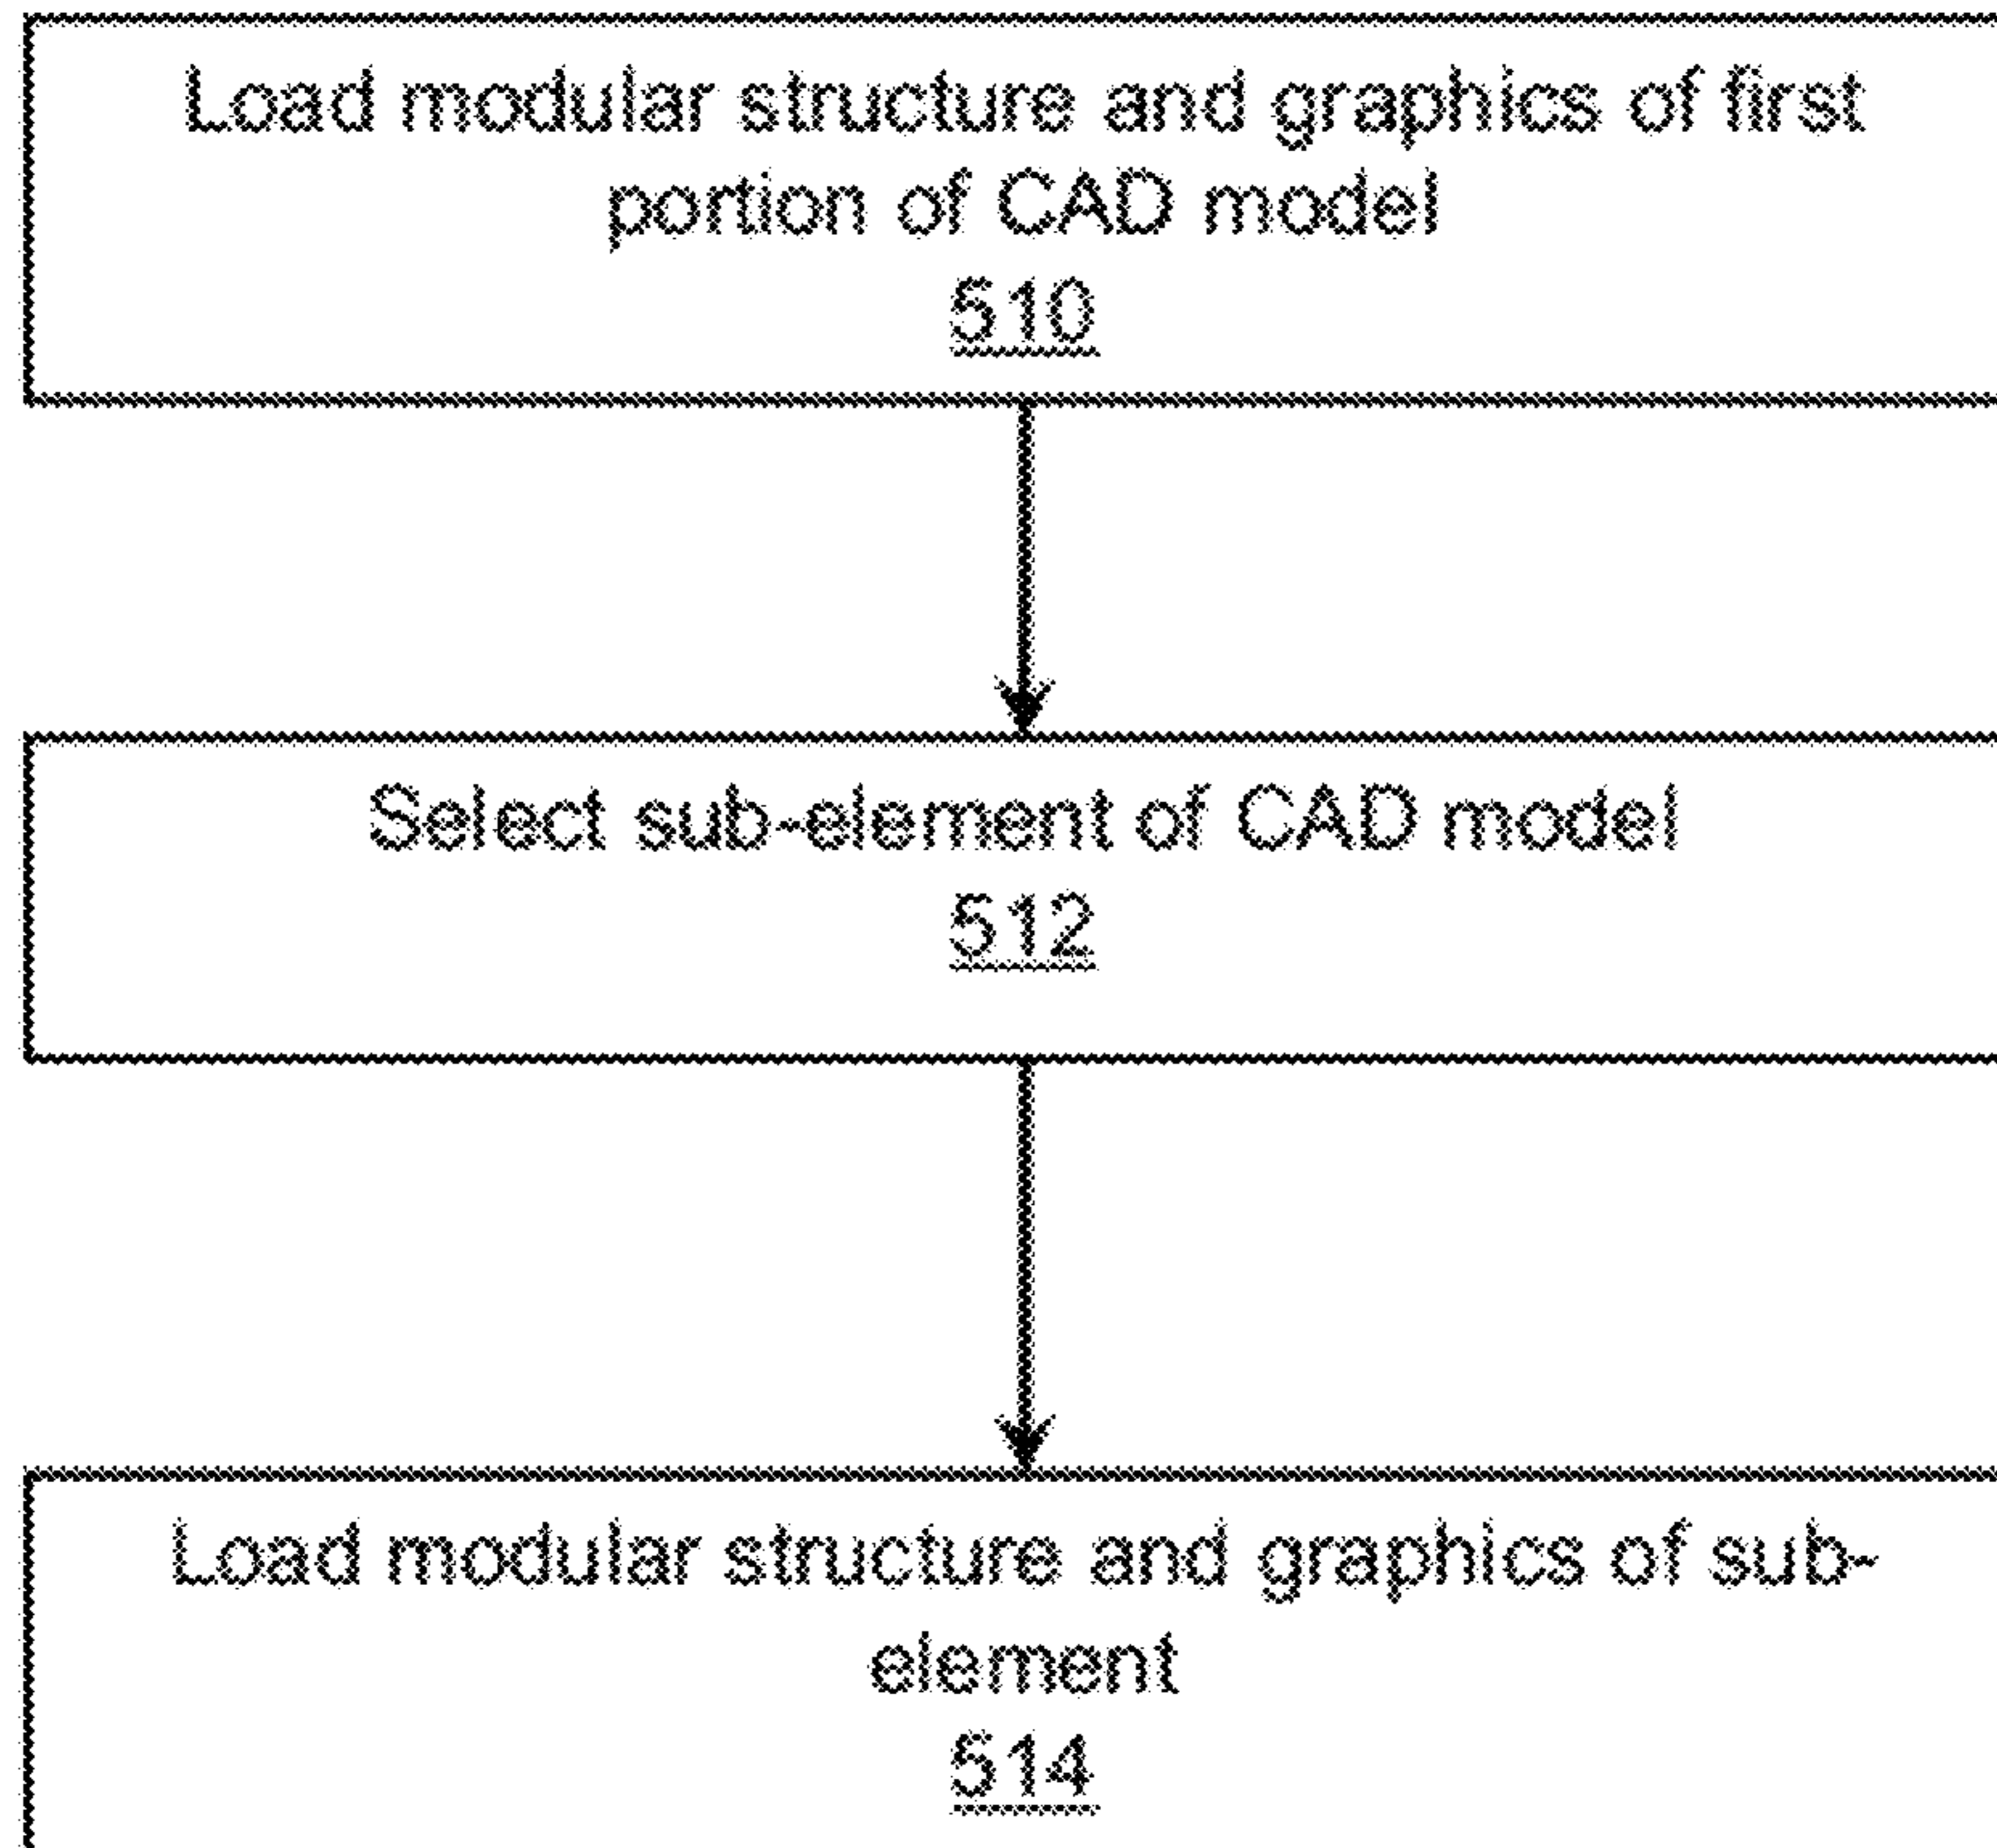 Load modular structure and graphics of first
portion of CAD model
510
Select sub-element of CAD model
512
Load modular structure and graphics of sub-
element
514